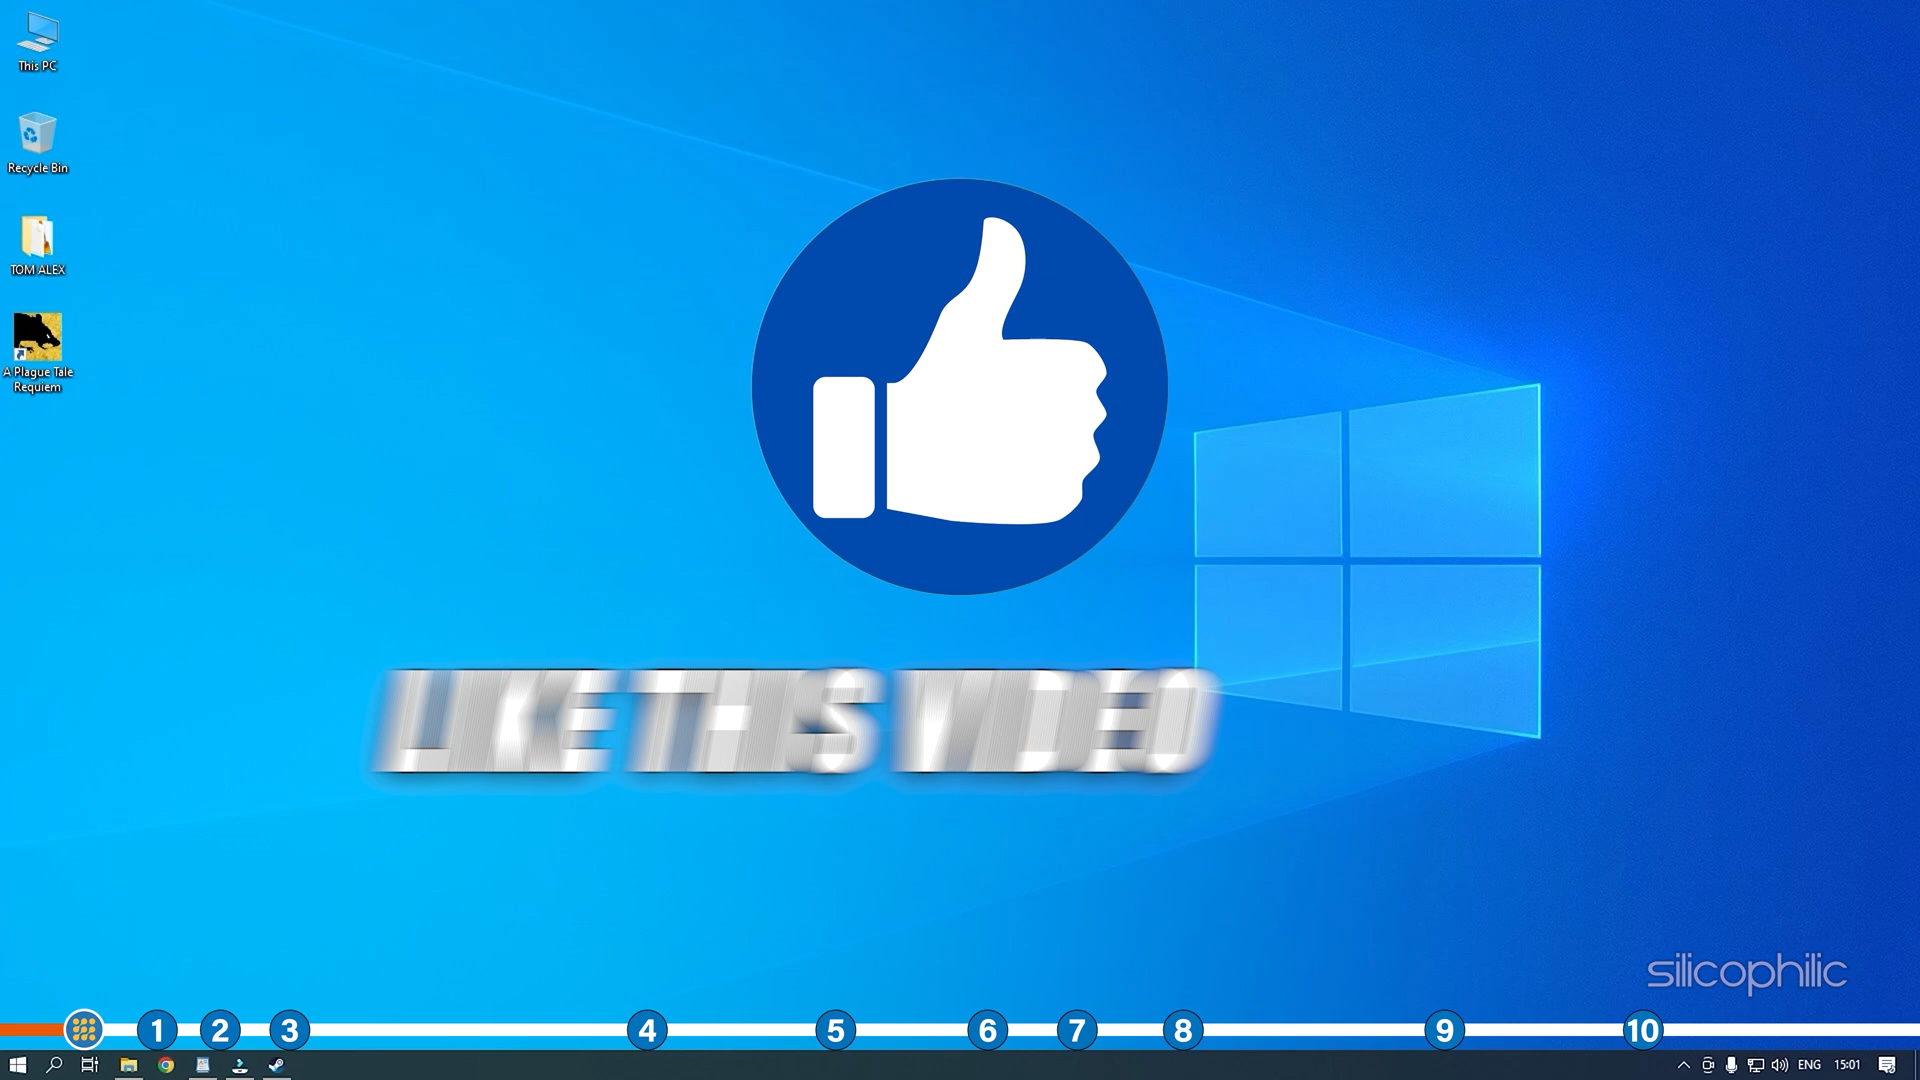 This PC
Recycle Bin
TOM ALEX
A Plague Tale
Requiem
LIKE THIS VIDEO
silicophilic
1 2 3 4 5 6 7 8 9 10
ENG 15:01